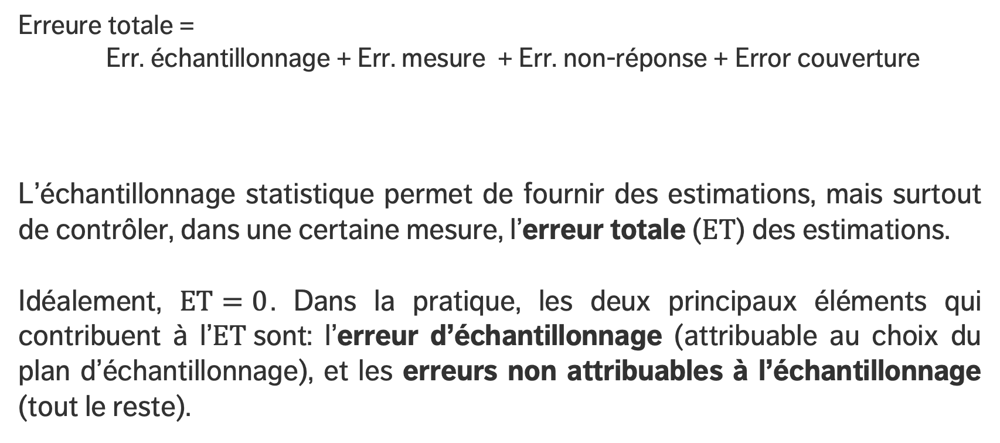 Erreure totale =
Err. échantillonnage + Err. mesure + Err. non-réponse + Error couverture
L’échantillonnage statistique permet de fournir des estimations, mais surtout
de contrôler, dans une certaine mesure, l’erreur totale (ET) des estimations.
Idéalement, ET = 0. Dans la pratique, les deux principaux éléments qui
contribuent à l’ET sont: l’erreur d’échantillonnage (attribuable au choix du
plan d’échantillonnage), et les erreurs non attribuables à l’échantillonnage
(tout le reste).